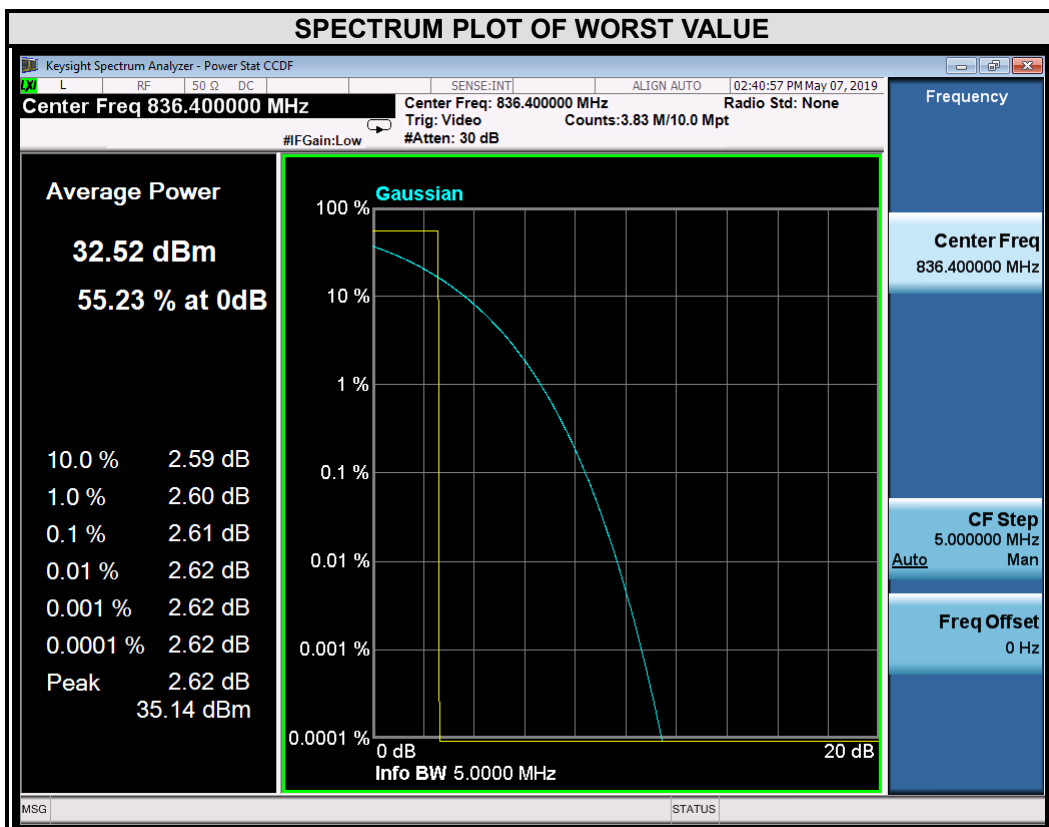 SPECTRUM PLOT OF WORST VALUE
Keysight Spectrum Analyzer - Power Stat CCDF
LXI L RF 50 Ω DC SENSE:INT ALIGN AUTO 02:40:57 PM May 07, 2019
Center Freq 836.400000 MHz
Center Freq: 836.400000 MHz Radio Std: None
Trig: Video Counts:3.83 M/10.0 Mpt
#IFGain:Low #Atten: 30 dB
Average Power
32.52 dBm
55.23 % at 0dB
10.0 % 2.59 dB
1.0 % 2.60 dB
0.1 % 2.61 dB
0.01 % 2.62 dB
0.001 % 2.62 dB
0.0001 % 2.62 dB
Peak 2.62 dB
35.14 dBm
Gaussian
100 %
10 %
1 %
0.1 %
0.01 %
0.001 %
0.0001 %
0 dB 20 dB
Info BW 5.0000 MHz
Frequency
Center Freq
836.400000 MHz
CF Step
5.000000 MHz
Auto Man
Freq Offset
0 Hz
MSG STATUS